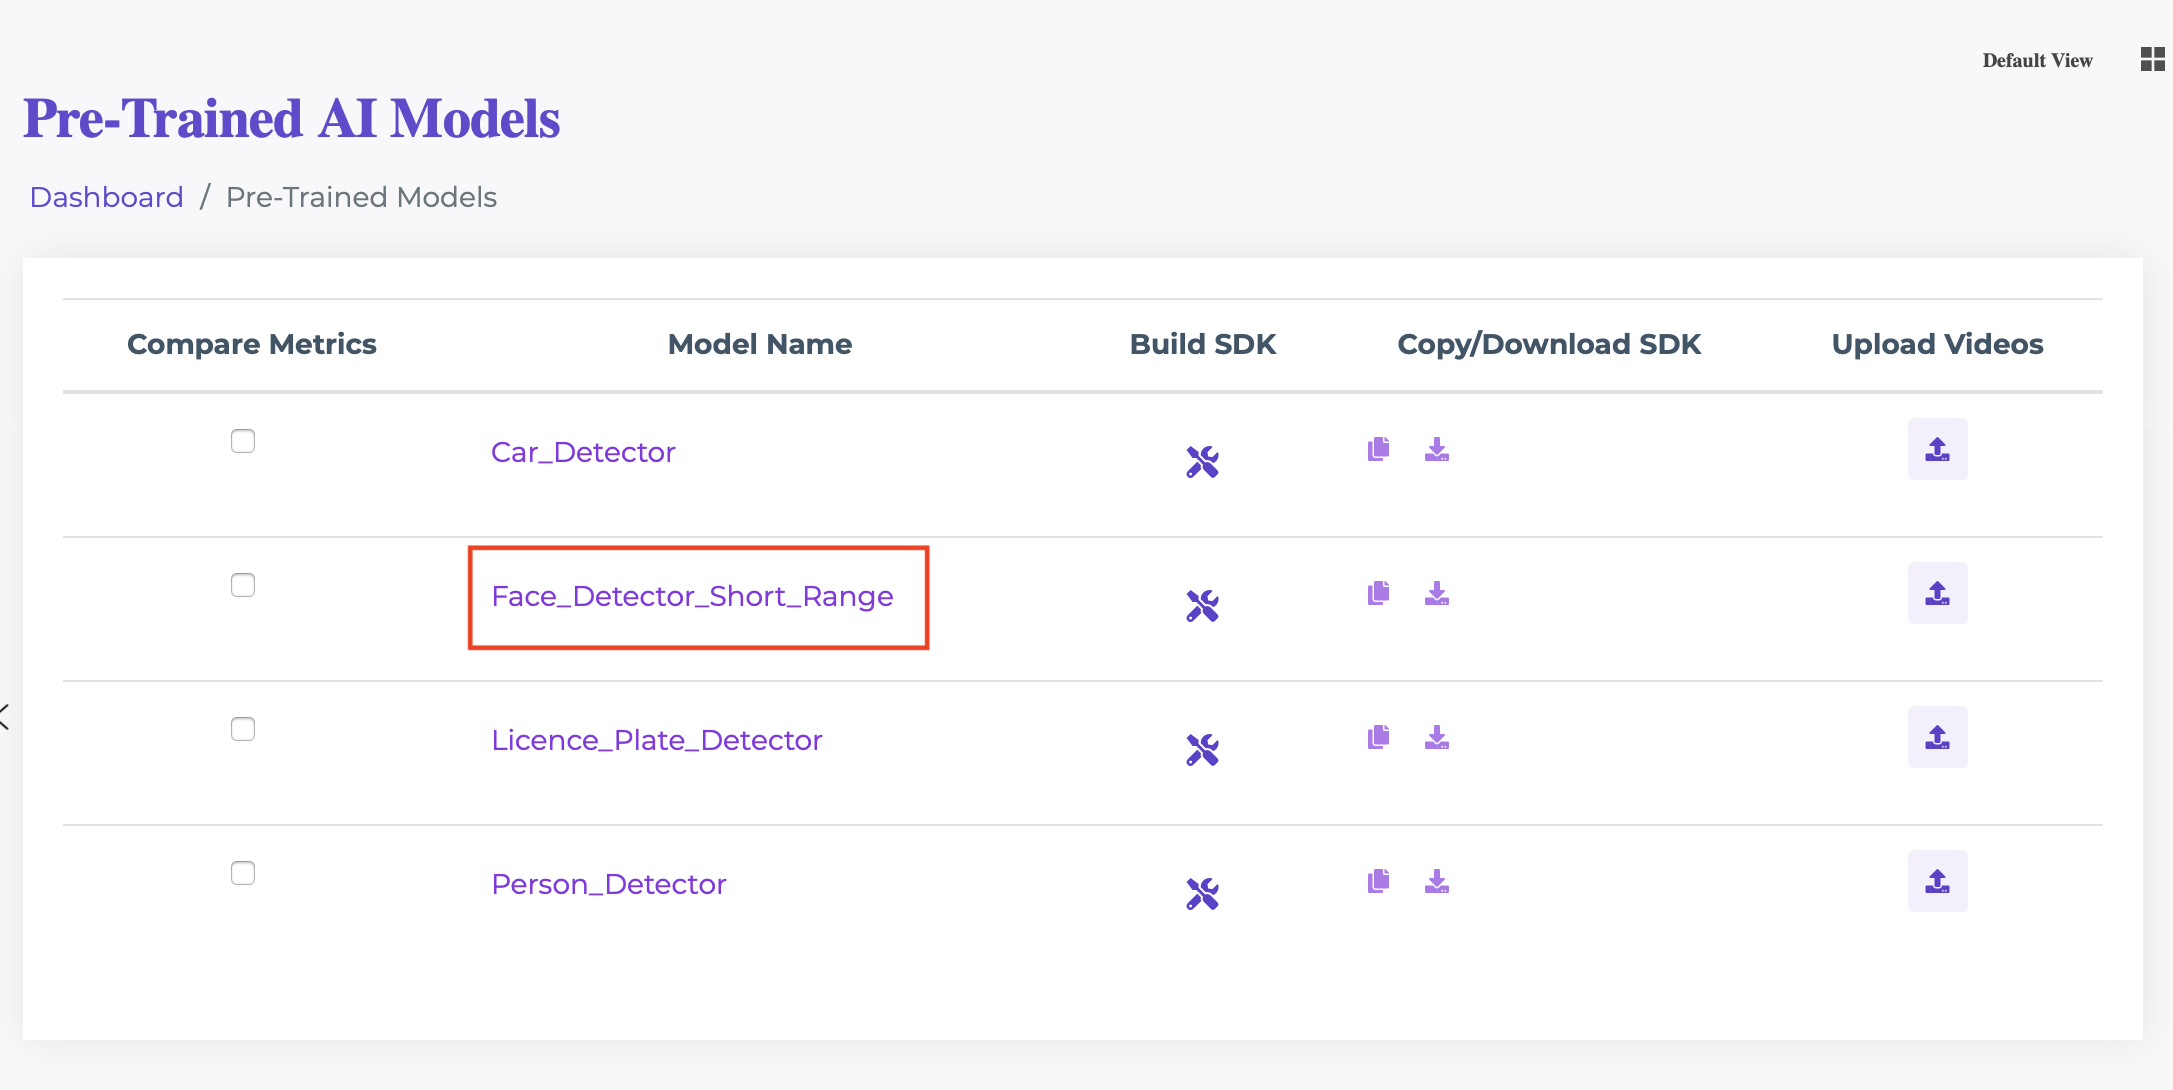 Default View
Pre-Trained AI Models
Dashboard / Pre-Trained Models
Compare Metrics Model Name Build SDK Copy/Download SDK Upload Videos
Car_Detector
Face_Detector_Short_Range
Licence_Plate_Detector
Person_Detector